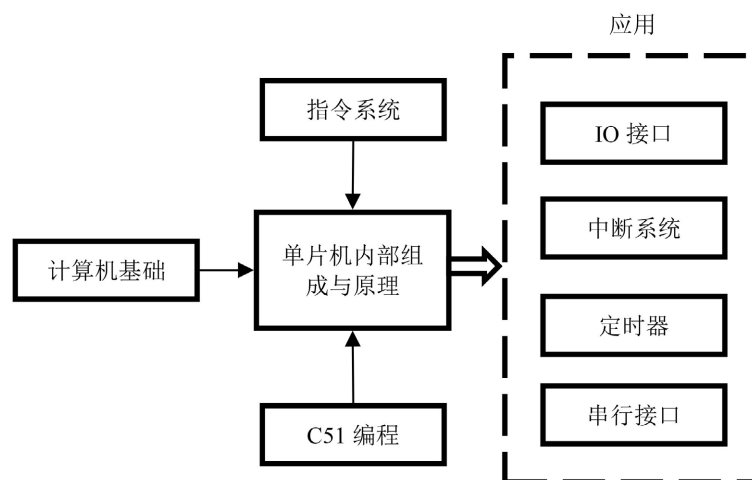 应用
指令系统
IO 接口
中断系统
计算机基础
单片机内部组
成与原理
定时器
C51 编程
串行接口